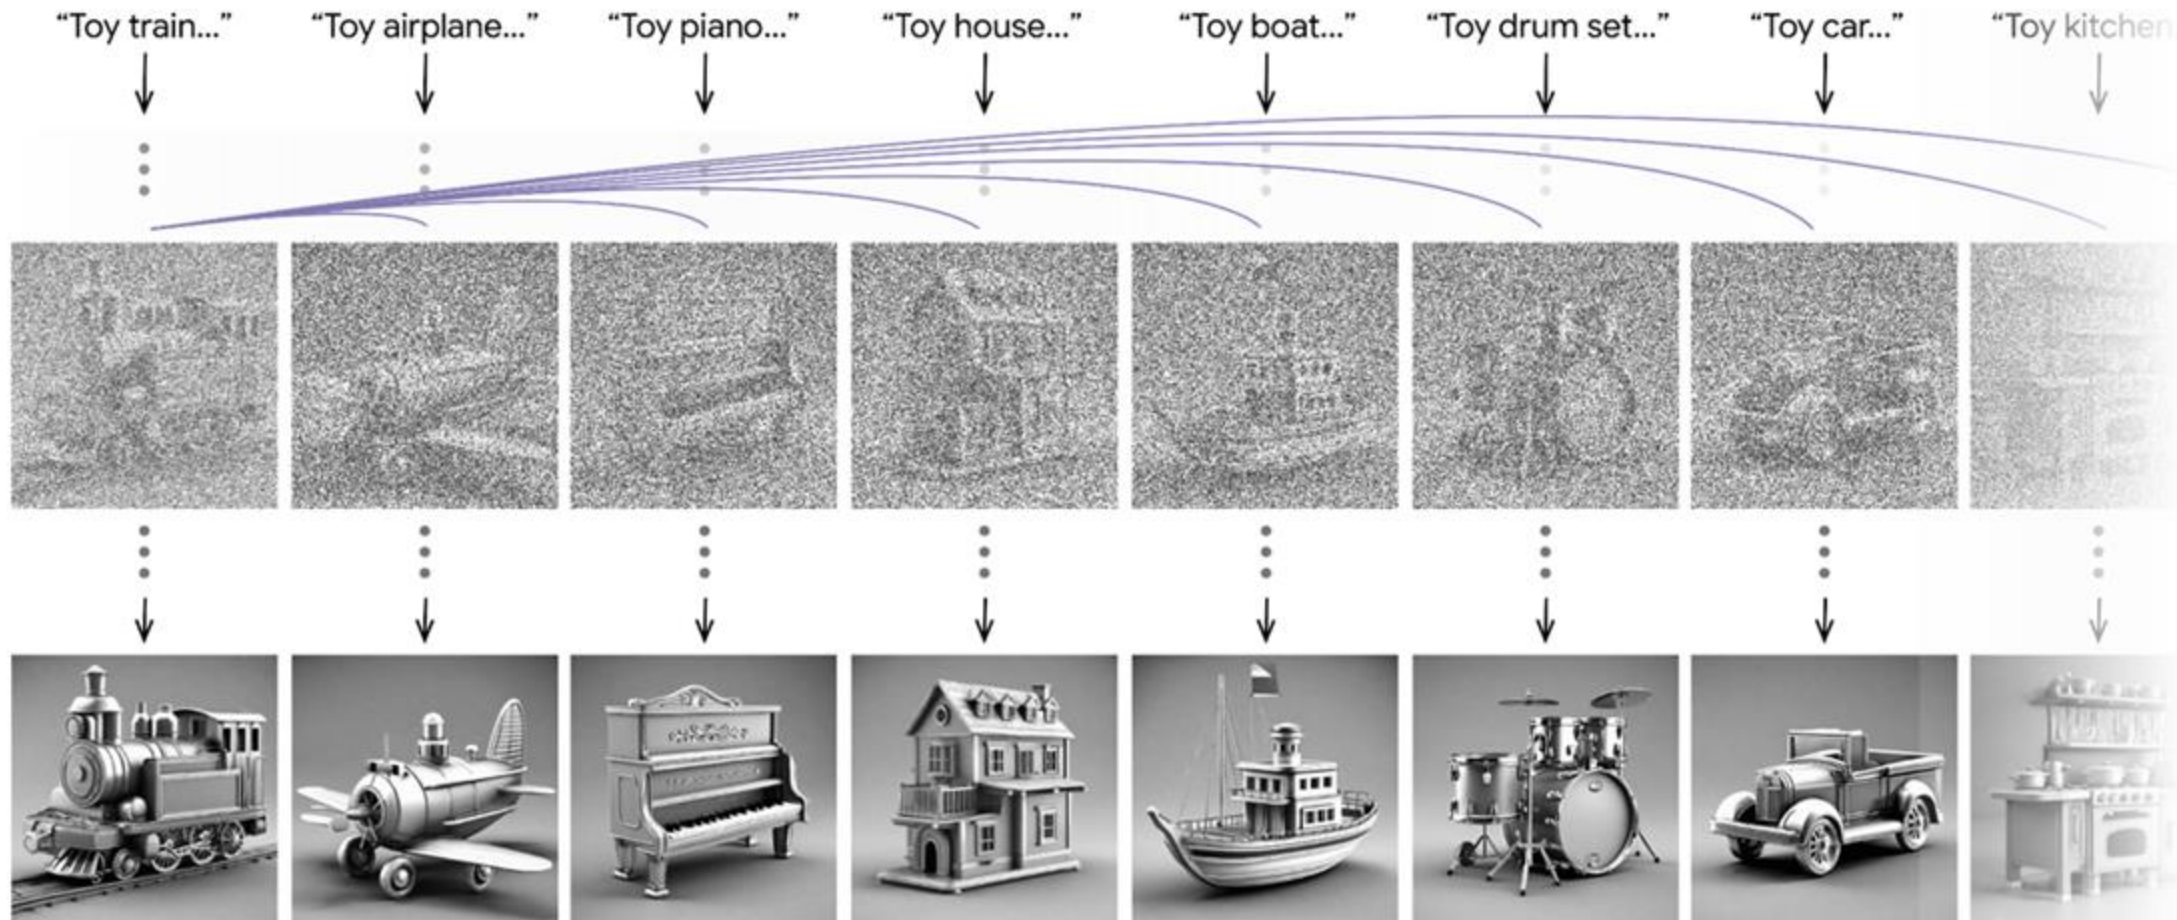 “Toy train...”
“Toy airplane...”
“Toy piano...”
“Toy house...”
“Toy boat...”
“Toy drum set...”
“Toy car...”
“Toy kitchen